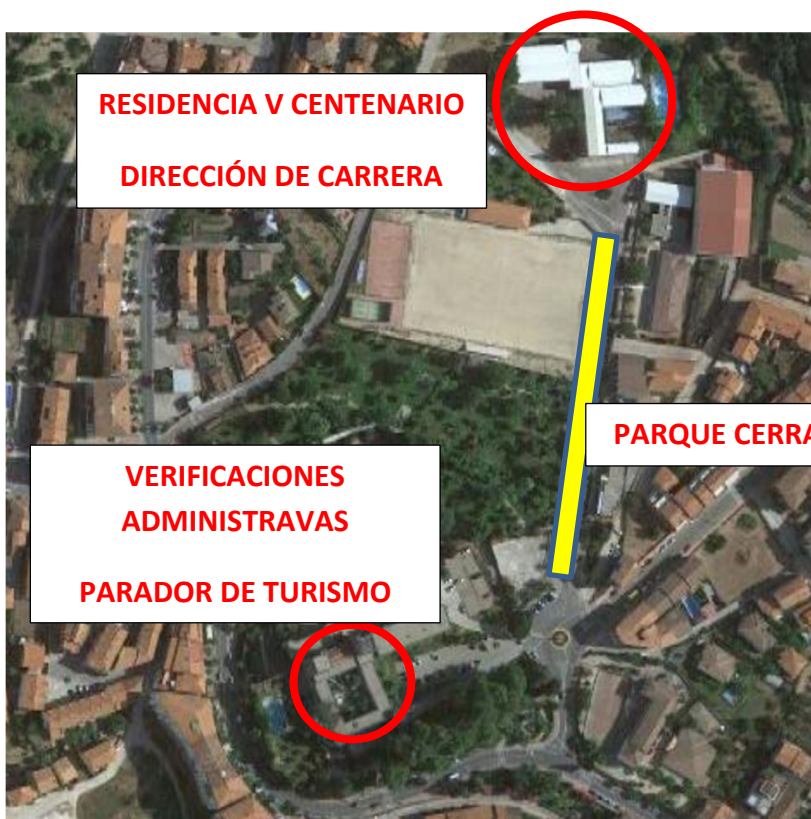 RESIDENCIA V CENTENARIO
DIRECCIÓN DE CARRERA
PARQUE CERRA
VERIFICACIONES
ADMINISTRAVAS
PARADOR DE TURISMO